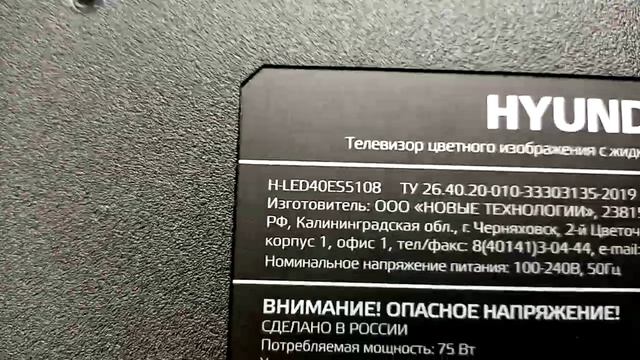 HYUND
Телевизор цветного изображения с жидк
H-LED40ES5108 ТУ 26.40.20-010-33303135-2019
Изготовитель: ООО «НОВЫЕ ТЕХНОЛОГИИ», 23815
РФ, Калининградская обл., г. Черняховск, 2-й Цветоч
корпус 1, офис 1, тел/факс: 8(40141)3-04-44, e-mail:
Номинальное напряжение питания: 100-240В, 50Гц
ВНИМАНИЕ! ОПАСНОЕ НАПРЯЖЕНИЕ!
СДЕЛАНО В РОССИИ
Потребляемая мощность: 75 Вт